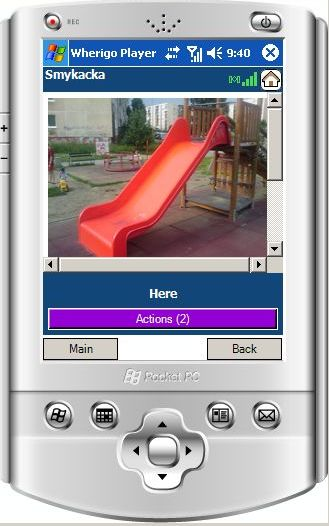 REC
Wherigo Player 9:40
Smykacka
Here
Actions (2)
Main Back
Pocket PC